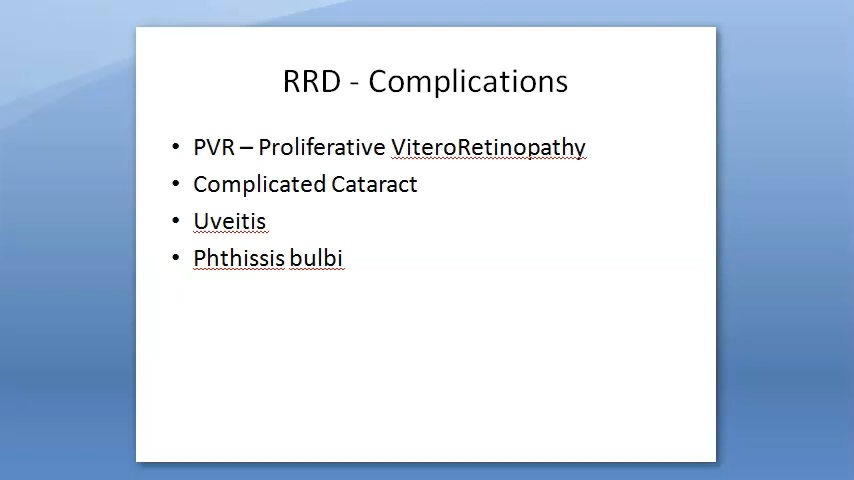 RRD - Complications
• PVR – Proliferative ViteroRetinopathy
• Complicated Cataract
• Uveitis
• Phthissis bulbi